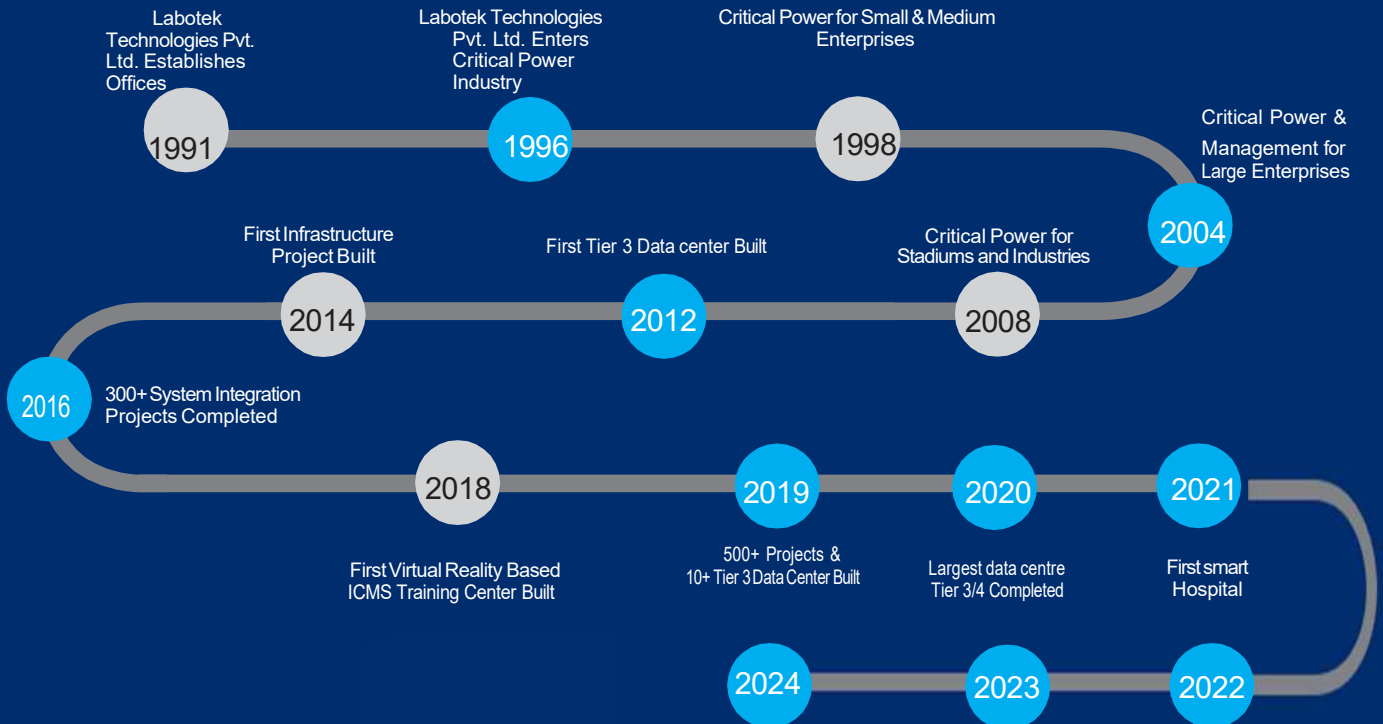 Labotek
Technologies Pvt.
Ltd. Establishes
Offices
1991
Labotek Technologies
Pvt. Ltd. Enters
Critical Power
Industry
1996
Critical Power for Small & Medium
Enterprises
1998
Critical Power &
Management for
Large Enterprises
2004
Critical Power for
Stadiums and Industries
2008
First Tier 3 Data center Built
2012
First Infrastructure
Project Built
2014
2016
300+ System Integration
Projects Completed
2018
First Virtual Reality Based
ICMS Training Center Built
2019
500+ Projects &
10+ Tier 3 Data Center Built
2020
Largest data centre
Tier 3/4 Completed
2021
First smart
Hospital
2022
2023
2024